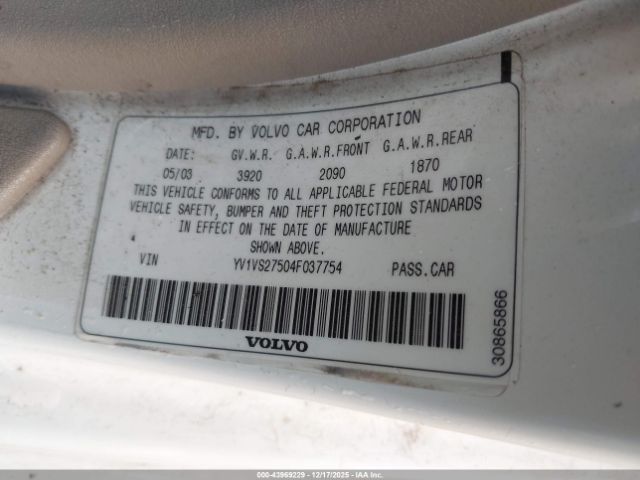 MFD. BY VOLVO CAR CORPORATION
DATE: GV.W.R. G.A.W.R.FRONT G.A.W.R.REAR
05/03 3920 2090 1870
THIS VEHICLE CONFORMS TO ALL APPLICABLE FEDERAL MOTOR
VEHICLE SAFETY, BUMPER AND THEFT PROTECTION STANDARDS
IN EFFECT ON THE DATE OF MANUFACTURE
SHOWN ABOVE.
VIN YV1VS27504F037754 PASS.CAR
VOLVO
30865866
000-43969229 - 12/17/2025 - IAA Inc.